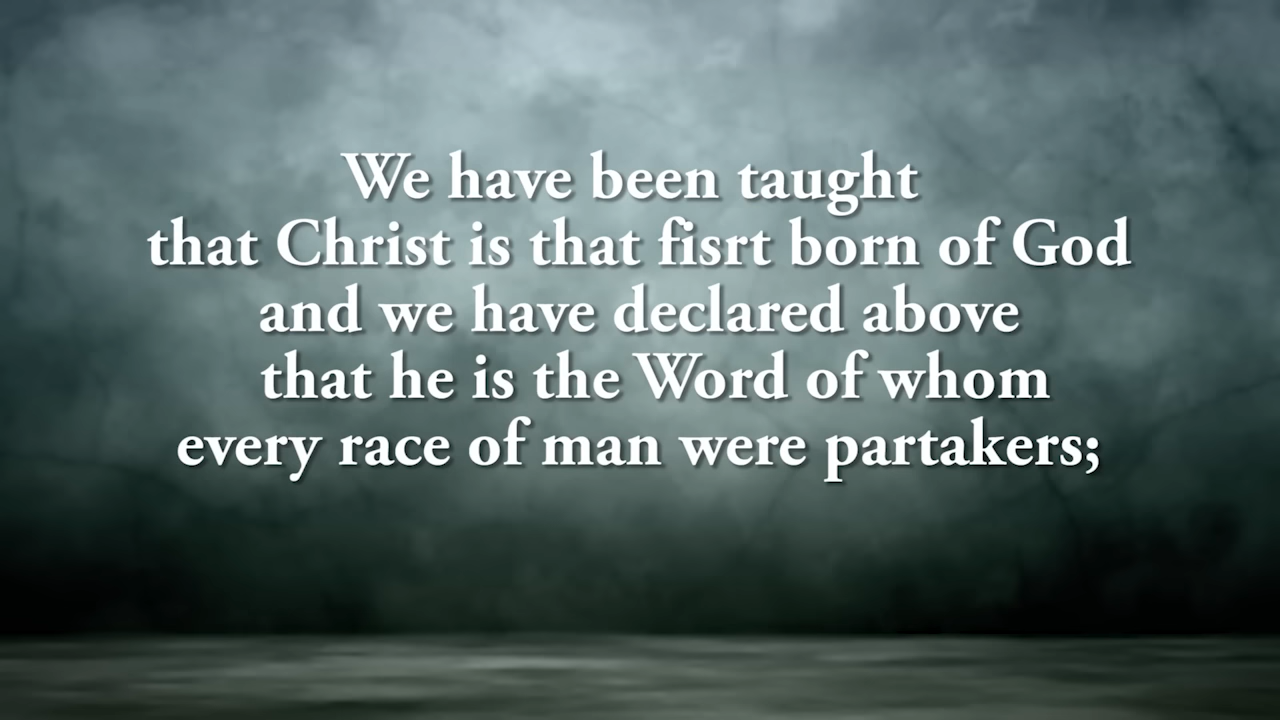 We have been taught
that Christ is that fisrt born of God
and we have declared above
that he is the Word of whom
every race of man were partakers;